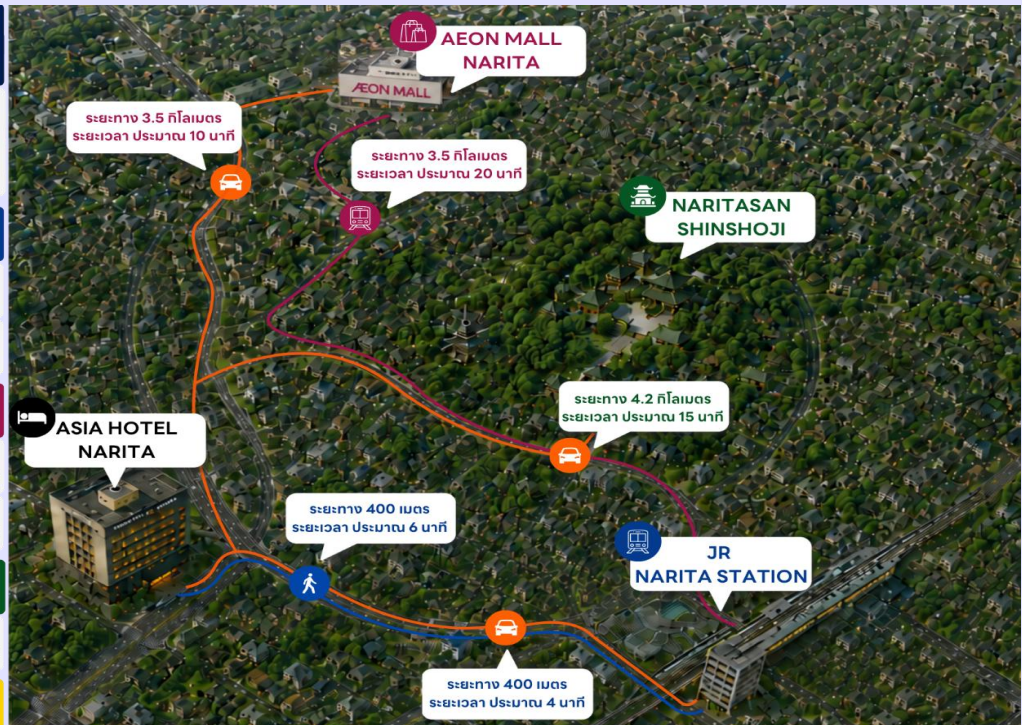 AEON MALL
NARITA
AEON MALL
ระยะทาง 3.5 กิโลเมตร
ระยะเวลา ประมาณ 10 นาที
ระยะทาง 3.5 กิโลเมตร
ระยะเวลา ประมาณ 20 นาที
NARITASAN
SHINSHOJI
ระยะทาง 4.2 กิโลเมตร
ระยะเวลา ประมาณ 15 นาที
ASIA HOTEL
NARITA
ระยะทาง 400 เมตร
ระยะเวลา ประมาณ 6 นาที
JR
NARITA STATION
ระยะทาง 400 เมตร
ระยะเวลา ประมาณ 4 นาที